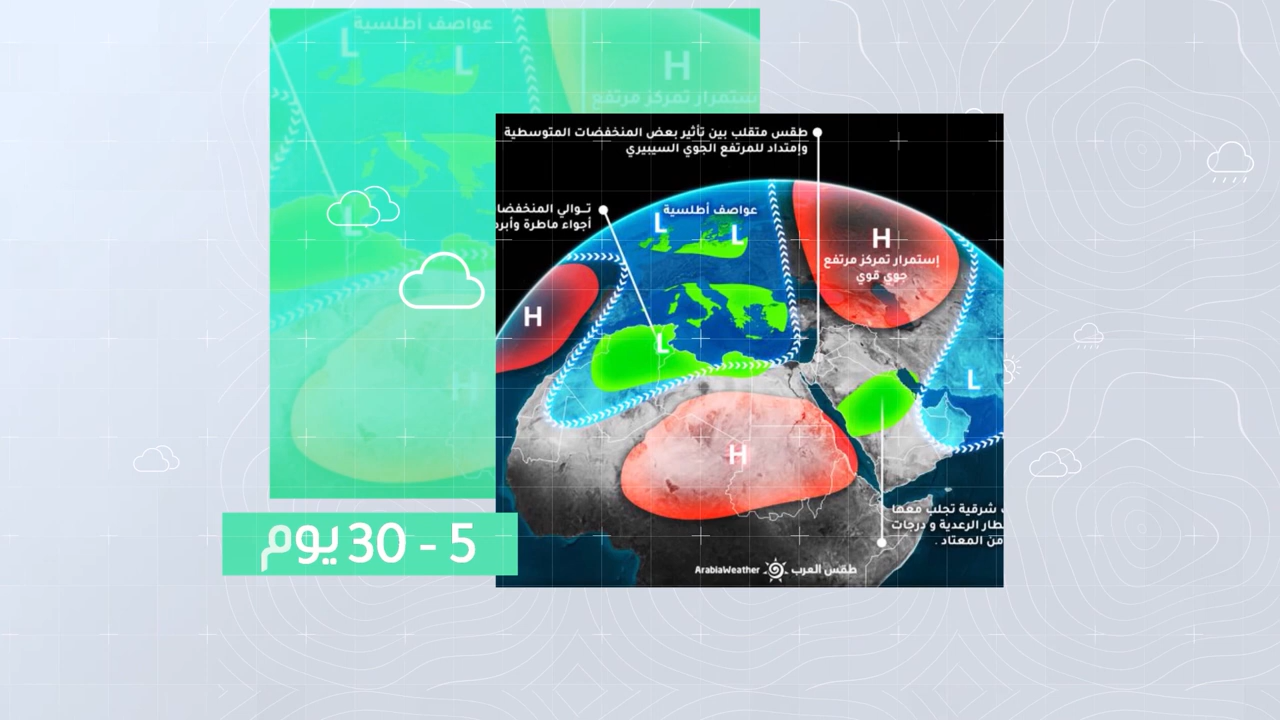 عواصف أطلسية
L
L
H
إستمرار تمركز مرتفع
L
H
طقس متقلب بين تأثير بعض المنخفضات المتوسطية
وإمتداد للمرتفع الجوي السيبيري
تـوالي المنخفضا
أجواء ماطرة وأبر
عواصف أطلسية
L
L
H
إستمرار تمركز مرتفع
جوي قوي
H
L
L
H
شرقية تجلب معها
طار الرعدية و درجات
من المعتاد .
ArabiaWeather طقس العرب
5 - 30 يوم